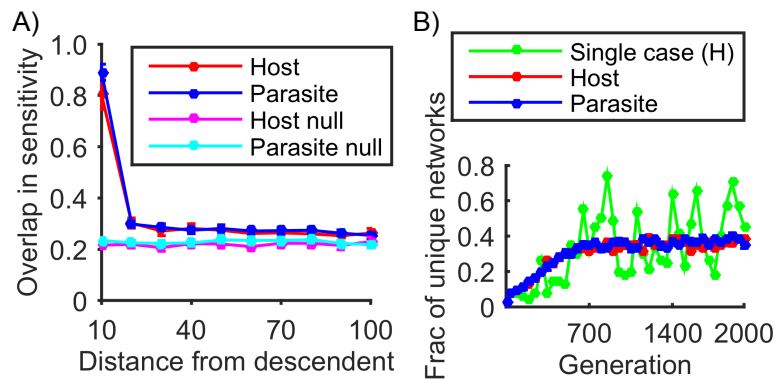 A)
Overlap in sensitivity
1.0
0.8
0.6
0.4
0.2
0
Host
Parasite
Host null
Parasite null
10 40 70 100
Distance from descendent
B)
Single case (H)
Host
Parasite
Frac of unique networks
0.8
0.6
0.4
0.2
0
700 1400 2000
Generation